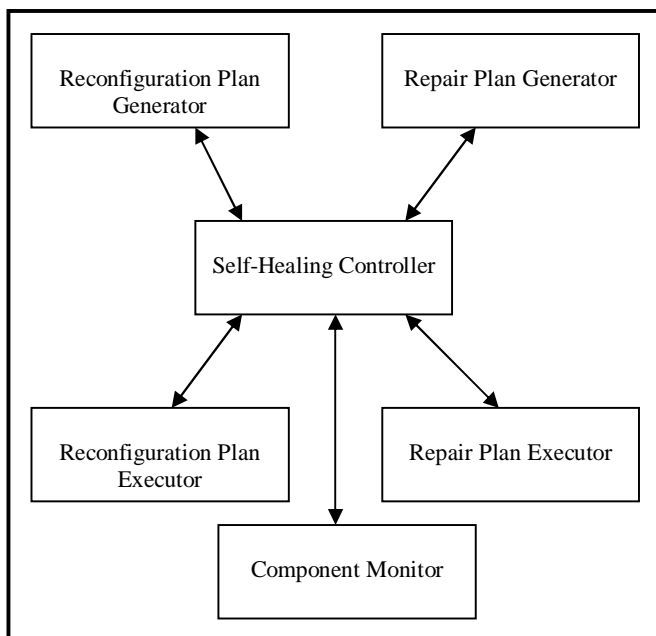 Reconfiguration Plan
Generator
Repair Plan Generator
Self-Healing Controller
Reconfiguration Plan
Executor
Repair Plan Executor
Component Monitor